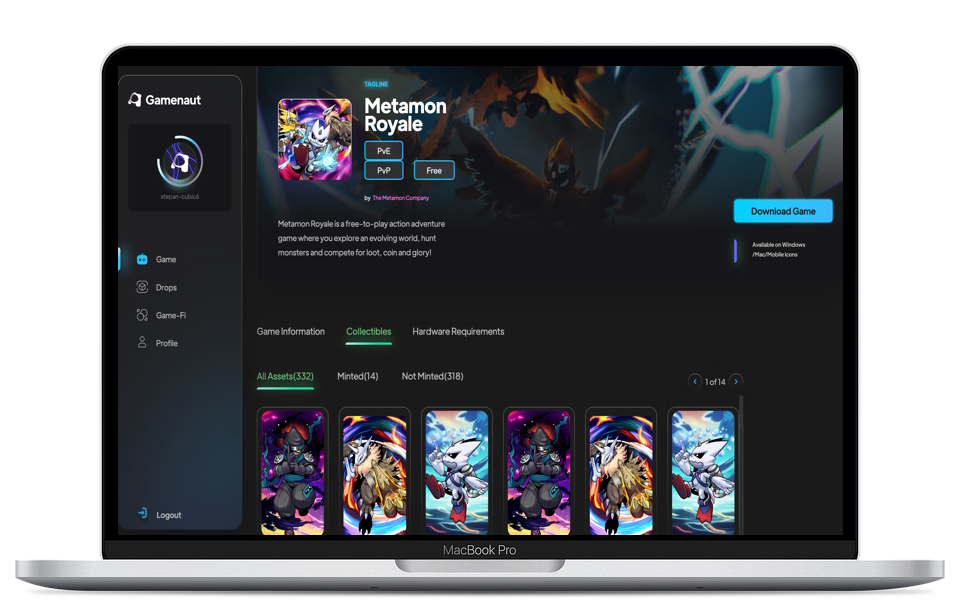 Gamenaut
stepan-cubic6
Game
Drops
Game-Fi
Profile
Logout
TAGLINE
Metamon
Royale
PvE
PvP
Free
by The Metamon Company
Metamon Royale is a free-to-play action adventure
game where you explore an evolving world, hunt
monsters and compete for loot, coin and glory!
Download Game
Available on Windows
/Mac/Mobile icons
Game Information
Collectibles
Hardware Requirements
All Assets(332)
Minted(14)
Not Minted(318)
1 of 14
MacBook Pro